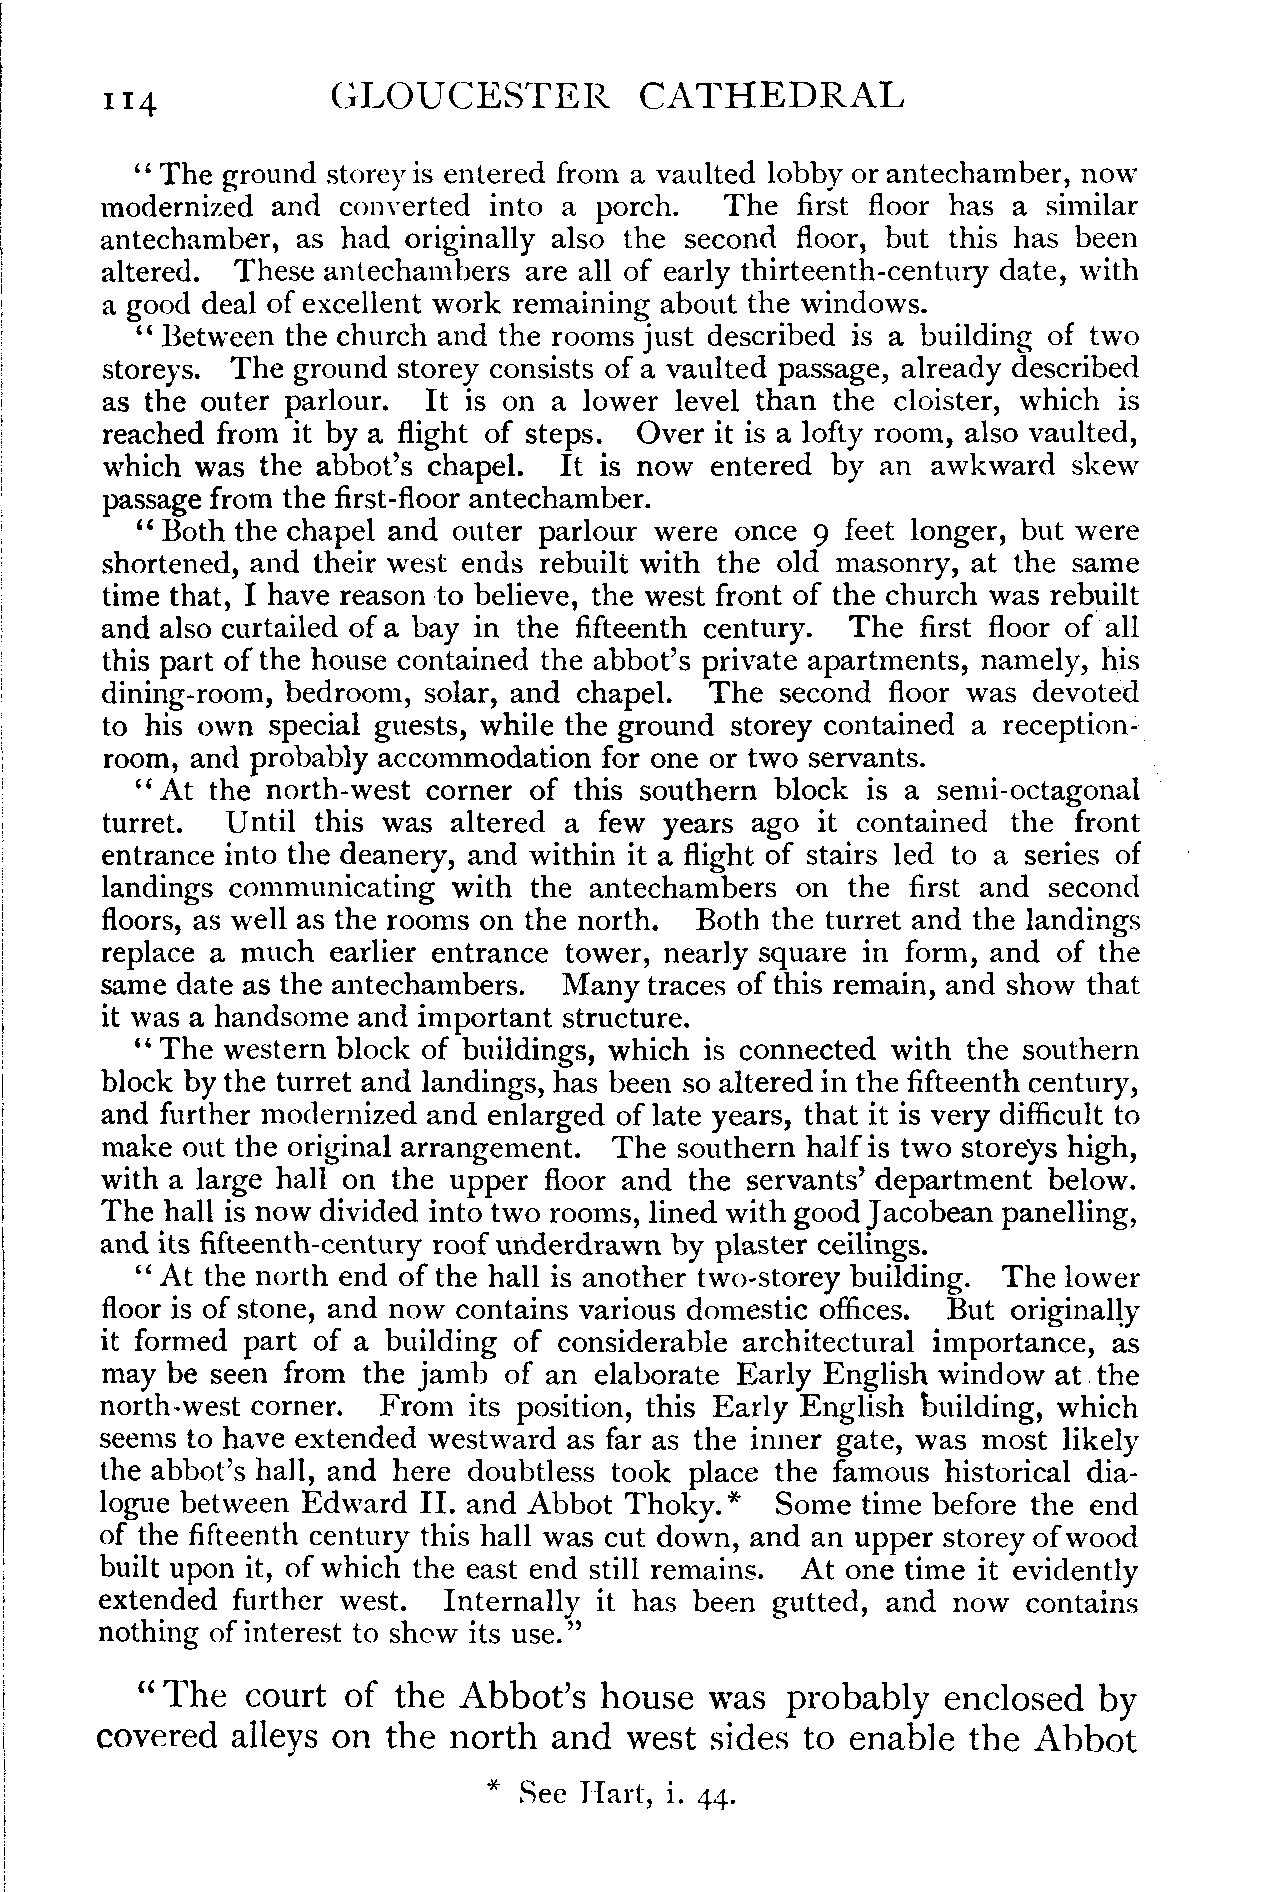 114 GLOUCESTER CATHEDRAL
“The ground storey is entered from a vaulted lobby or antechamber, now
modernized and converted into a porch. The first floor has a similar
antechamber, as had originally also the second floor, but this has been
altered. These antechambers are all of early thirteenth-century date, with
a good deal of excellent work remaining about the windows.
“Between the church and the rooms just described is a building of two
storeys. The ground storey consists of a vaulted passage, already described
as the outer parlour. It is on a lower level than the cloister, which is
reached from it by a flight of steps. Over it is a lofty room, also vaulted,
which was the abbot’s chapel. It is now entered by an awkward skew
passage from the first-floor antechamber.
“Both the chapel and outer parlour were once 9 feet longer, but were
shortened, and their west ends rebuilt with the old masonry, at the same
time that, I have reason to believe, the west front of the church was rebuilt
and also curtailed of a bay in the fifteenth century. The first floor of all
this part of the house contained the abbot’s private apartments, namely, his
dining-room, bedroom, solar, and chapel. The second floor was devoted
to his own special guests, while the ground storey contained a reception-
room, and probably accommodation for one or two servants.
“At the north-west corner of this southern block is a semi-octagonal
turret. Until this was altered a few years ago it contained the front
entrance into the deanery, and within it a flight of stairs led to a series of
landings communicating with the antechambers on the first and second
floors, as well as the rooms on the north. Both the turret and the landings
replace a much earlier entrance tower, nearly square in form, and of the
same date as the antechambers. Many traces of this remain, and show that
it was a handsome and important structure.
“The western block of buildings, which is connected with the southern
block by the turret and landings, has been so altered in the fifteenth century,
and further modernized and enlarged of late years, that it is very difficult to
make out the original arrangement. The southern half is two storeys high,
with a large hall on the upper floor and the servants’ department below.
The hall is now divided into two rooms, lined with good Jacobean panelling,
and its fifteenth-century roof underdrawn by plaster ceilings.
“At the north end of the hall is another two-storey building. The lower
floor is of stone, and now contains various domestic offices. But originally
it formed part of a building of considerable architectural importance, as
may be seen from the jamb of an elaborate Early English window at the
north-west corner. From its position, this Early English building, which
seems to have extended westward as far as the inner gate, was most likely
the abbot’s hall, and here doubtless took place the famous historical dia-
logue between Edward II. and Abbot Thoky.* Some time before the end
of the fifteenth century this hall was cut down, and an upper storey of wood
built upon it, of which the east end still remains. At one time it evidently
extended further west. Internally it has been gutted, and now contains
nothing of interest to show its use.”
“The court of the Abbot’s house was probably enclosed by
covered alleys on the north and west sides to enable the Abbot
* See Hart, i. 44.